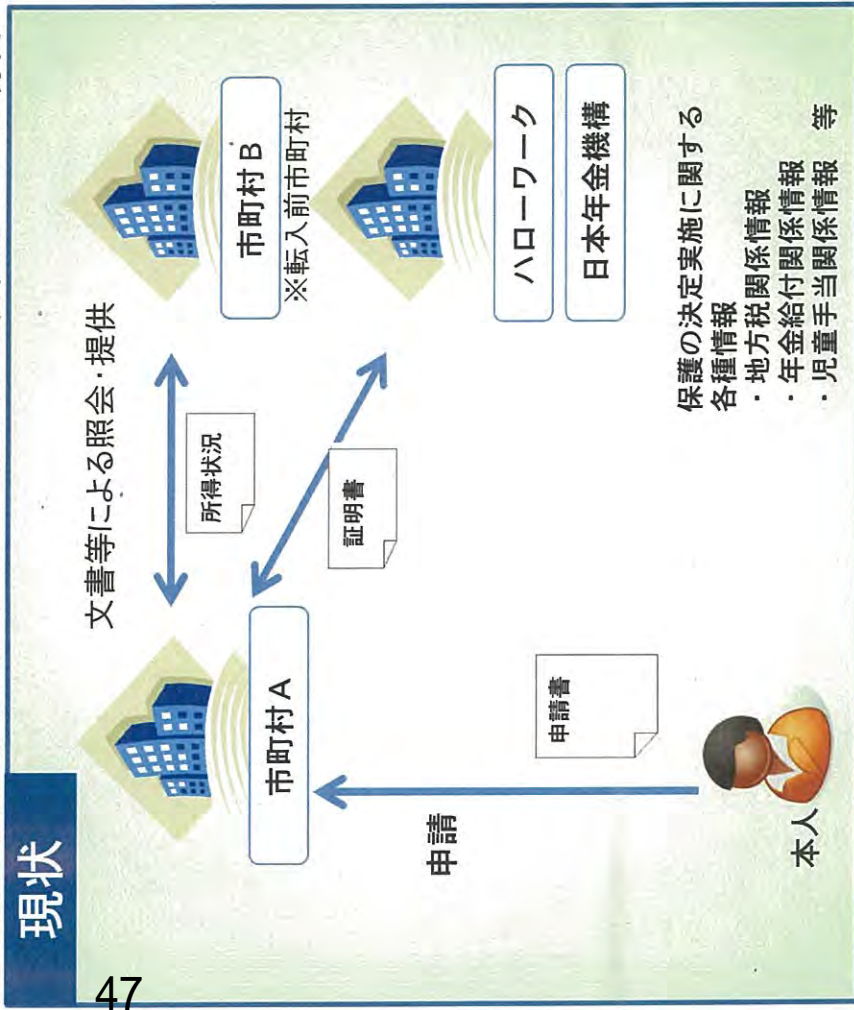 現状
文書等による照会・提供
市町村A
市町村B
※転入前市町村
所得状況
証明書
ハローワーク
日本年金機構
申請
申請書
本人
保護の決定実施に関する
各種情報
・地方税関係情報
・年金給付関係情報
・児童手当関係情報 等
47